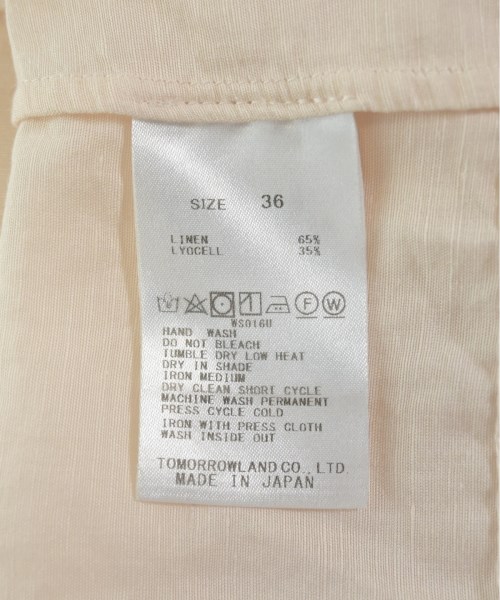 SIZE 36
LINEN 65%
LYOCELL 35%
F W
WS016U
HAND WASH
DO NOT BLEACH
TUMBLE DRY LOW HEAT
DRY IN SHADE
IRON MEDIUM
DRY CLEAN SHORT CYCLE
MACHINE WASH PERMANENT
PRESS CYCLE COLD
IRON WITH PRESS CLOTH
WASH INSIDE OUT
TOMORROWLAND CO., LTD.
MADE IN JAPAN